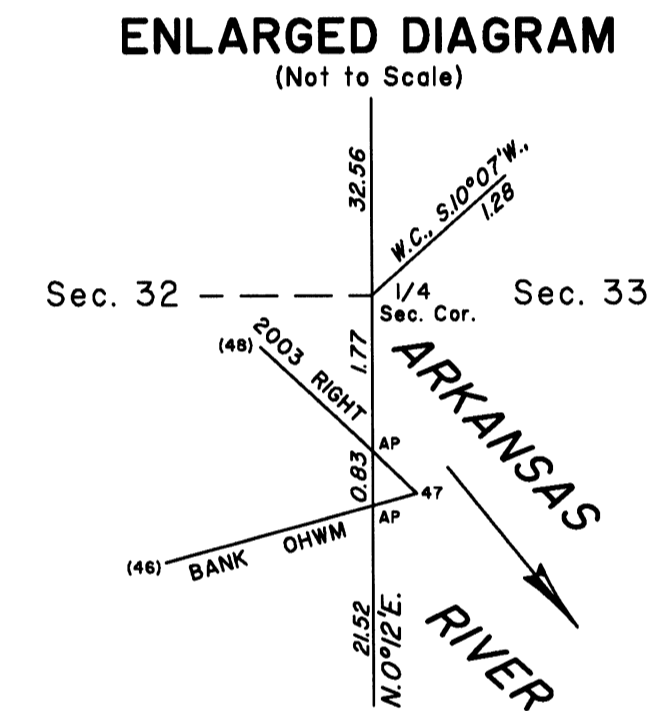 ENLARGED DIAGRAM
(Not to Scale)
32.56
W.C., S.10°07'W.,
1.28
Sec. 32
1/4
Sec. Cor.
Sec. 33
1.77
(48)
2003 RIGHT
AP
0.83
47
AP
(46)
BANK OHWM
ARKANSAS
RIVER
21.52
N.0°12'E.